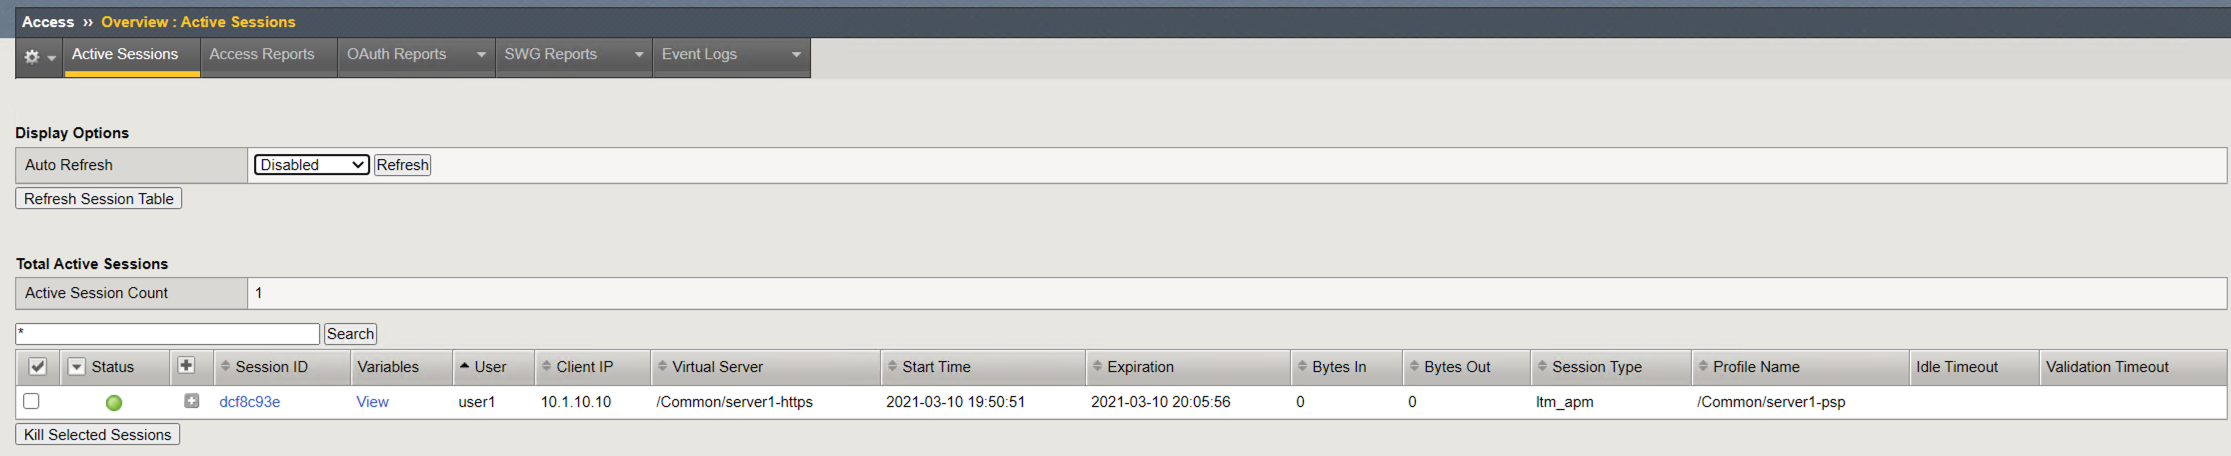 Access ›› Overview : Active Sessions
Active Sessions Access Reports OAuth Reports SWG Reports Event Logs
Display Options
Auto Refresh Disabled Refresh
Refresh Session Table
Total Active Sessions
Active Session Count 1
* Search
Status Session ID Variables User Client IP Virtual Server Start Time Expiration Bytes In Bytes Out Session Type Profile Name Idle Timeout Validation Timeout
dcf8c93e View user1 10.1.10.10 /Common/server1-https 2021-03-10 19:50:51 2021-03-10 20:05:56 0 0 ltm_apm /Common/server1-psp
Kill Selected Sessions